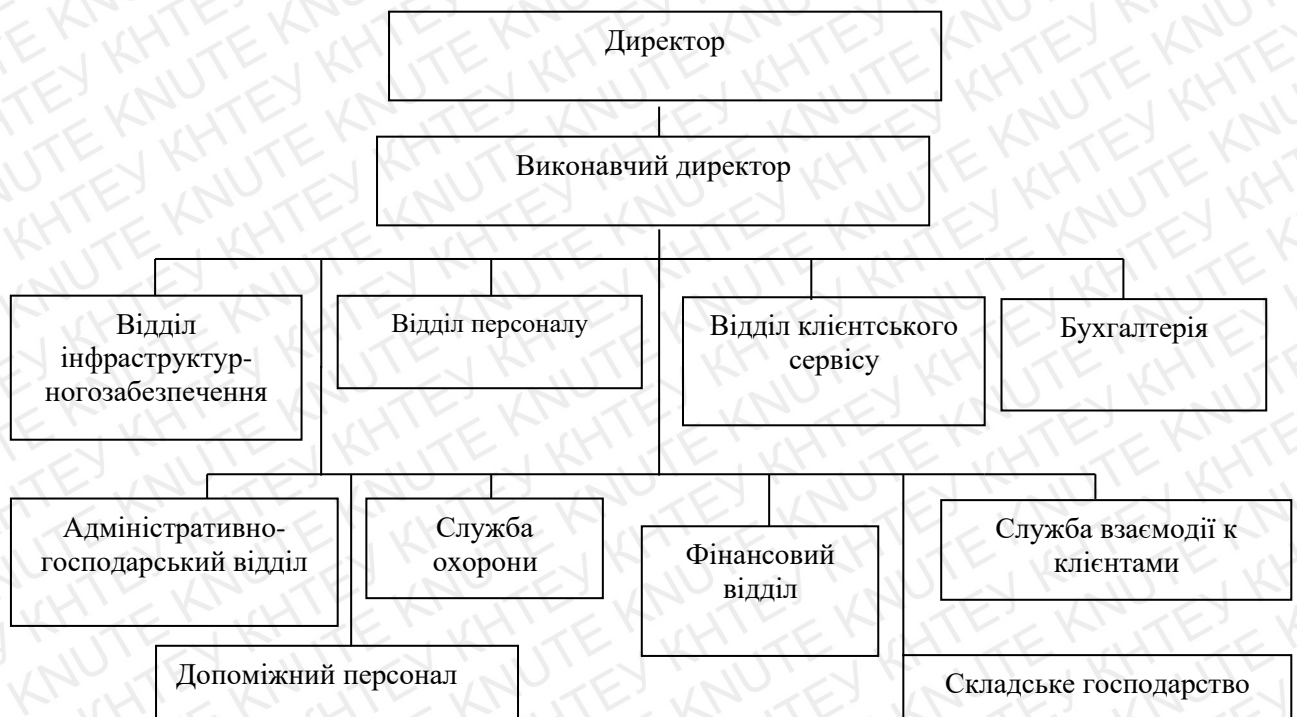 Директор
Виконавчий директор
Відділ
інфраструктур-
ногозабезпечення
Відділ персоналу
Відділ клієнтського
сервісу
Бухгалтерія
Адміністративно-
господарський відділ
Служба
охорони
Фінансовий
відділ
Служба взаємодії к
клієнтами
Допоміжний персонал
Складське господарство